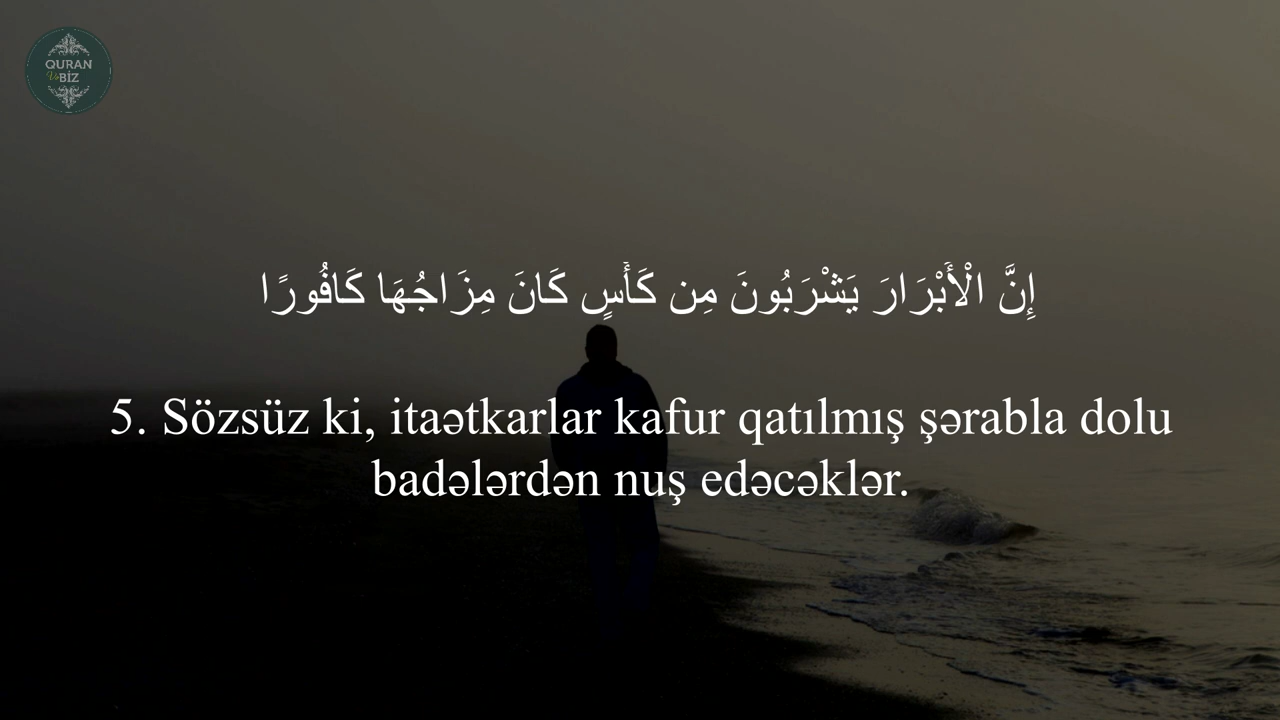 QURAN
Və BİZ
إِنَّ الْأَبْرَارَ يَشْرَبُونَ مِن كَأْسٍ كَانَ مِزَاجُهَا كَافُورًا
5. Sözsüz ki, itaətkarlar kafur qatılmış şərabla dolu
badələrdən nuş edəcəklər.